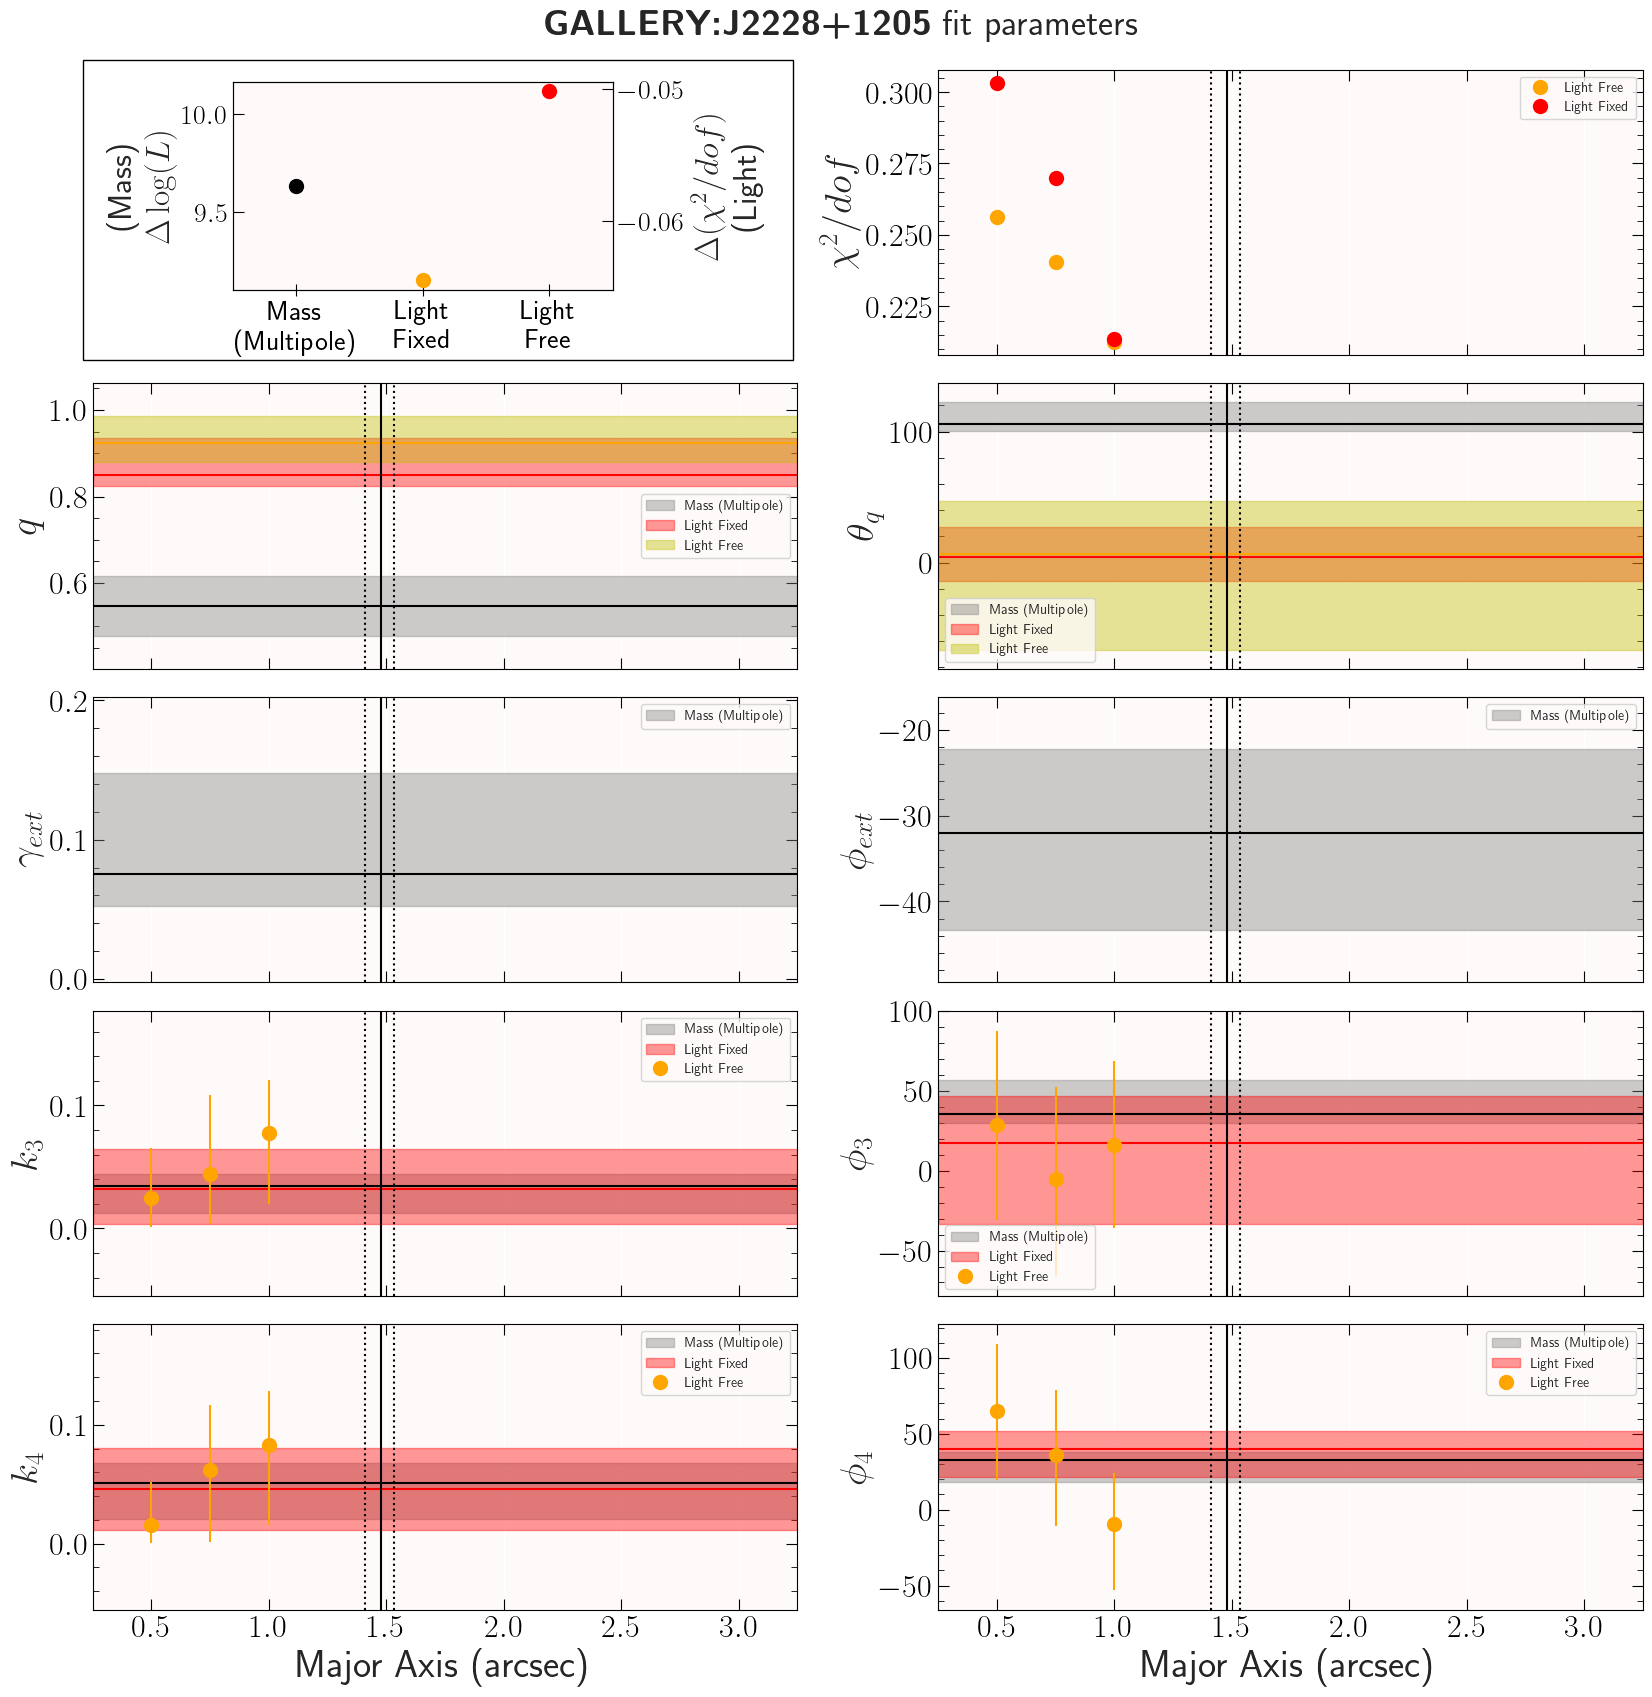 GALLERY:J2228+1205 fit parameters
(Mass)
Δ log(L)
10.0
9.5
−0.05
−0.06
Δ(χ²/dof)
(Light)
Mass
(Multipole)
Light
Fixed
Light
Free
χ²/dof
0.300
0.275
0.250
0.225
Light Free
Light Fixed
q
1.0
0.8
0.6
Mass (Multipole)
Light Fixed
Light Free
θ_q
100
0
Mass (Multipole)
Light Fixed
Light Free
γ_ext
0.2
0.1
0.0
Mass (Multipole)
ϕ_ext
−20
−30
−40
Mass (Multipole)
k₃
0.1
0.0
Mass (Multipole)
Light Fixed
Light Free
ϕ₃
100
50
0
−50
Mass (Multipole)
Light Fixed
Light Free
k₄
0.1
0.0
Mass (Multipole)
Light Fixed
Light Free
0.5 1.0 1.5 2.0 2.5 3.0
Major Axis (arcsec)
ϕ₄
100
50
0
−50
Mass (Multipole)
Light Fixed
Light Free
0.5 1.0 1.5 2.0 2.5 3.0
Major Axis (arcsec)